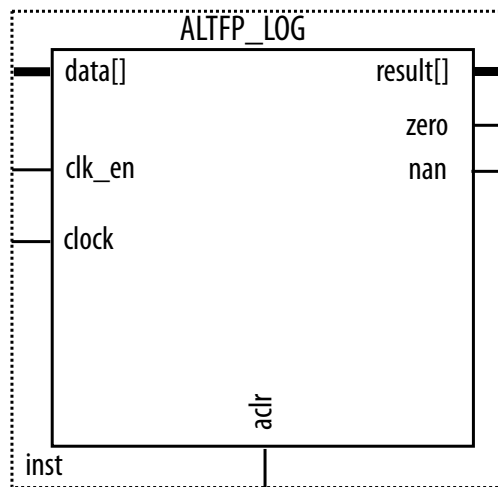 ALTFP_LOG
data[]
result[]
zero
clk_en
nan
clock
aclr
inst